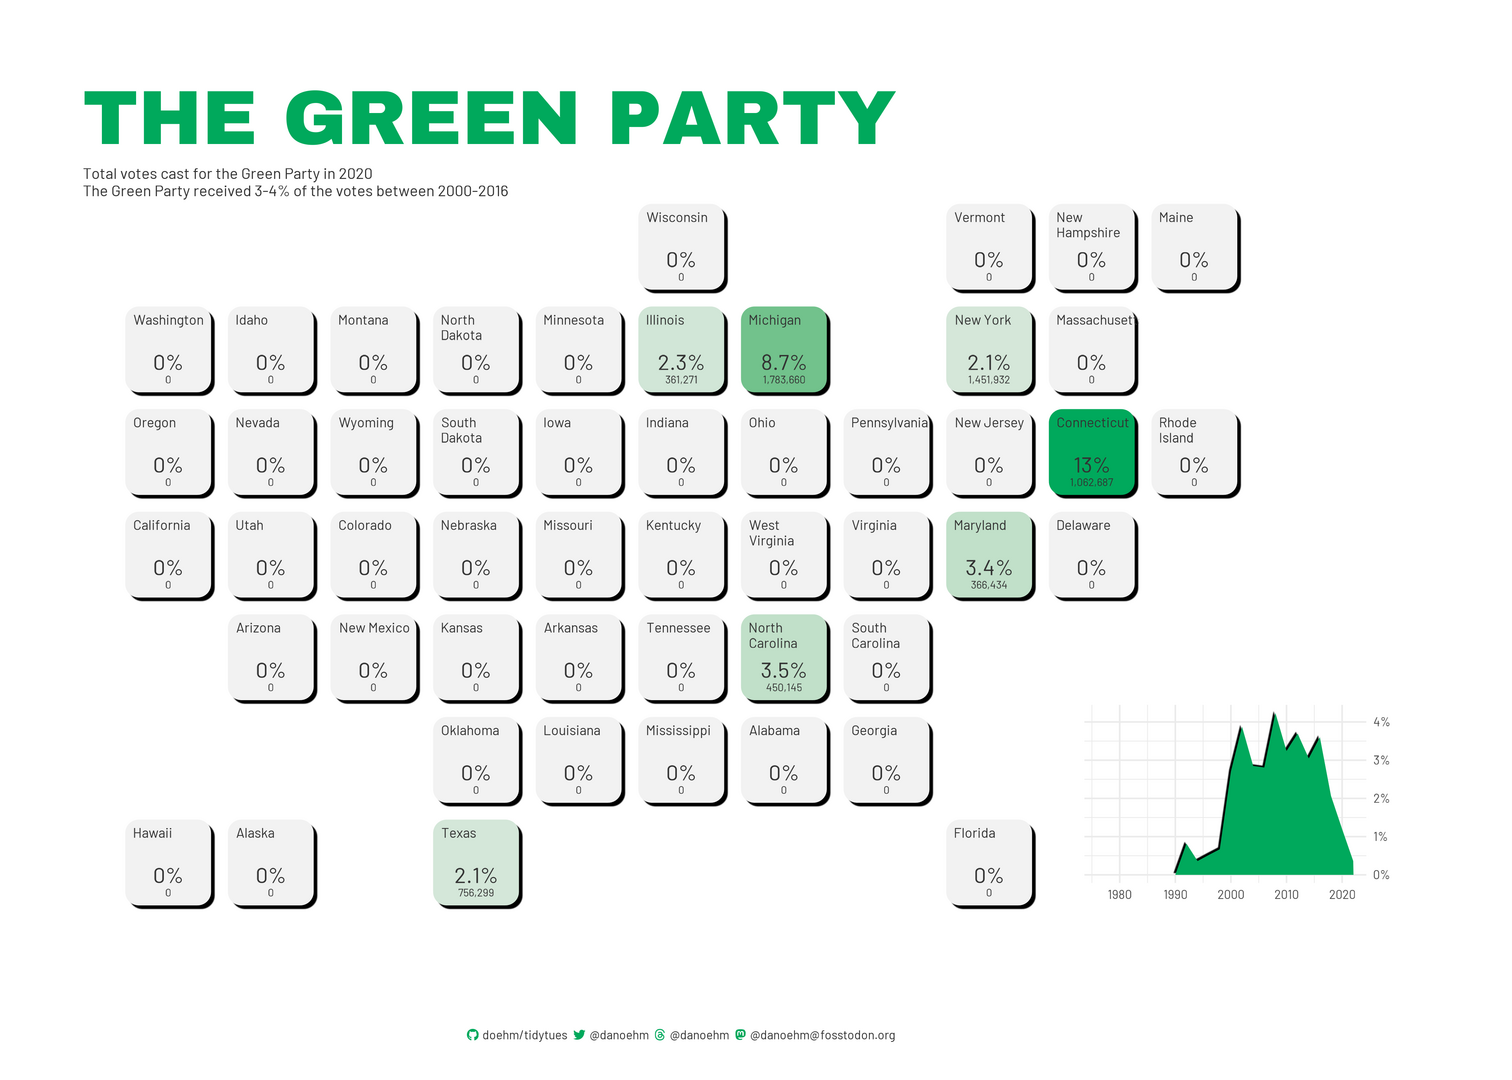 THE GREEN PARTY
Total votes cast for the Green Party in 2020
The Green Party received 3-4% of the votes between 2000-2016
Wisconsin
0%
0
Vermont
0%
0
New
Hampshire
0%
0
Maine
0%
0
Washington
0%
0
Idaho
0%
0
Montana
0%
0
North
Dakota
0%
0
Minnesota
0%
0
Illinois
2.3%
361,271
Michigan
8.7%
1,783,660
New York
2.1%
1,451,932
Massachuset
0%
0
Oregon
0%
0
Nevada
0%
0
Wyoming
0%
0
South
Dakota
0%
0
Iowa
0%
0
Indiana
0%
0
Ohio
0%
0
Pennsylvania
0%
0
New Jersey
0%
0
Connecticut
13%
1,062,687
Rhode
Island
0%
0
California
0%
0
Utah
0%
0
Colorado
0%
0
Nebraska
0%
0
Missouri
0%
0
Kentucky
0%
0
West
Virginia
0%
0
Virginia
0%
0
Maryland
3.4%
366,434
Delaware
0%
0
Arizona
0%
0
New Mexico
0%
0
Kansas
0%
0
Arkansas
0%
0
Tennessee
0%
0
North
Carolina
3.5%
450,145
South
Carolina
0%
0
Oklahoma
0%
0
Louisiana
0%
0
Mississippi
0%
0
Alabama
0%
0
Georgia
0%
0
Hawaii
0%
0
Alaska
0%
0
Texas
2.1%
756,299
Florida
0%
0
4%
3%
2%
1%
0%
1980 1990 2000 2010 2020
doehm/tidytues @danoehm @danoehm @danoehm@fosstodon.org